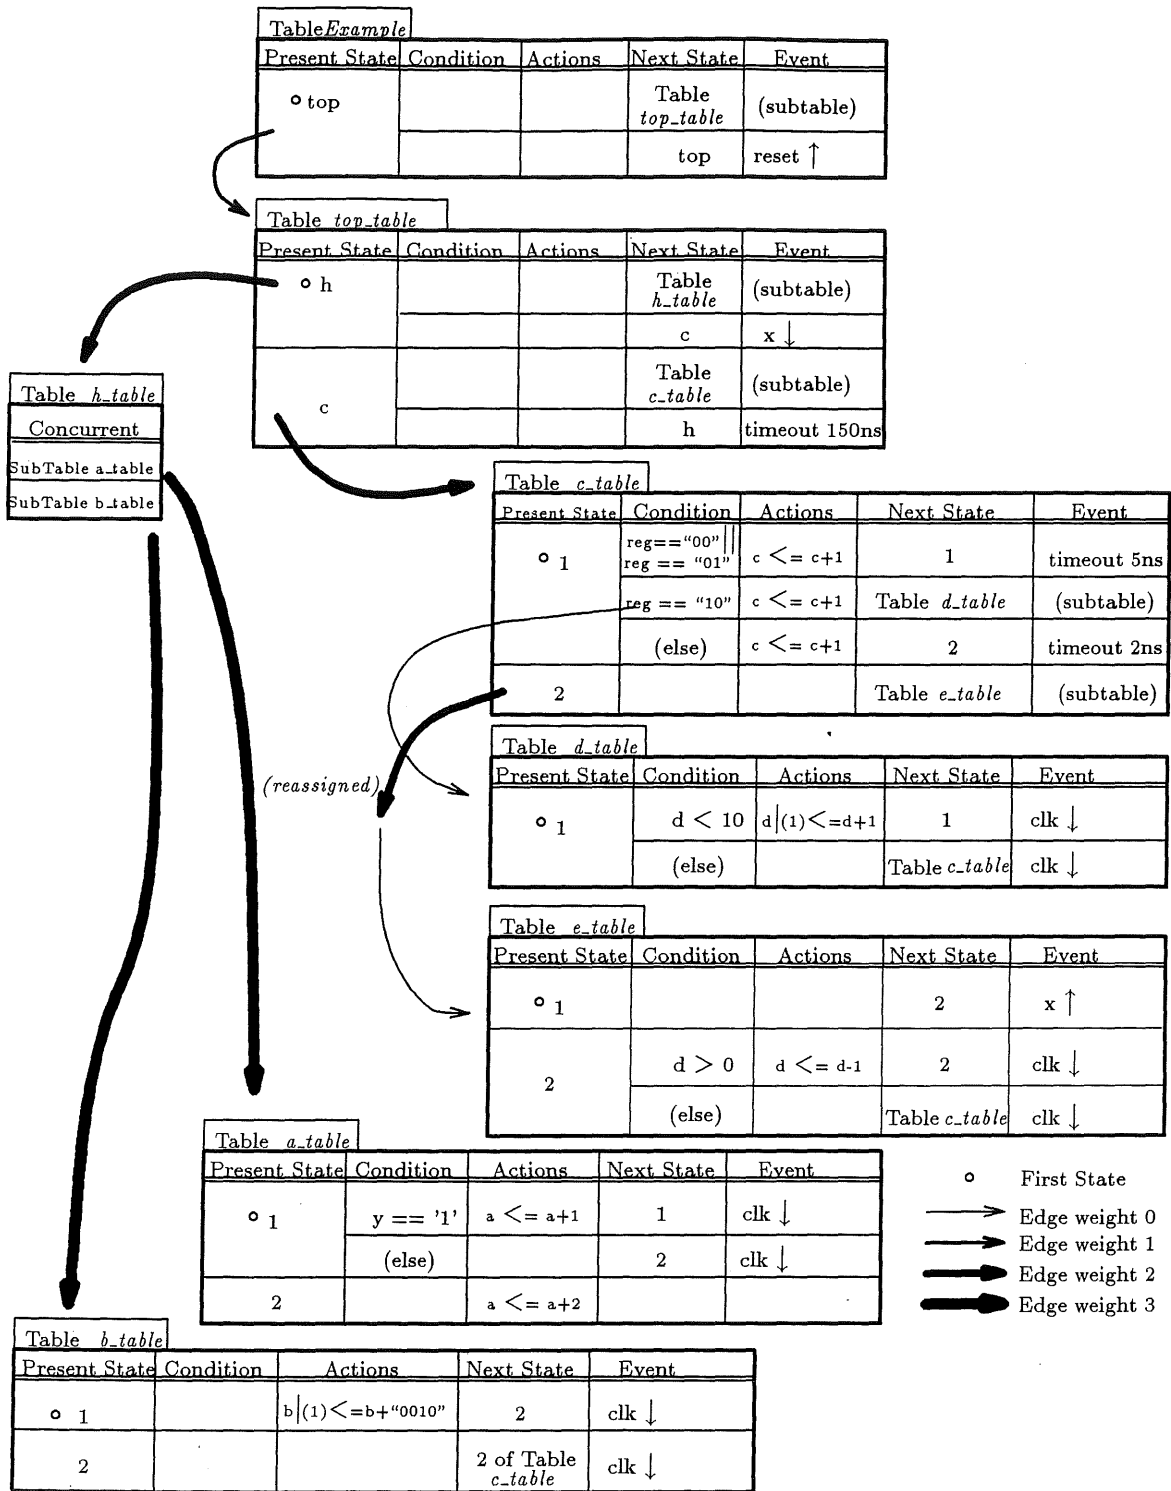 Table Example
Present State Condition Actions Next State Event
top Table top_table (subtable)
top reset ↑
Table top_table
Present State Condition Actions Next State Event
h Table h_table (subtable)
c x ↓
c Table c_table (subtable)
h timeout 150ns
Table h_table
Concurrent
SubTable a_table
SubTable b_table
Table c_table
Present State Condition Actions Next State Event
1 reg=="00" || reg == "01" c <= c+1 1 timeout 5ns
reg == "10" c <= c+1 Table d_table (subtable)
(else) c <= c+1 2 timeout 2ns
2 Table e_table (subtable)
Table d_table
Present State Condition Actions Next State Event
1 d < 10 d|(1)<=d+1 1 clk ↓
(else) Table c_table clk ↓
(reassigned)
Table e_table
Present State Condition Actions Next State Event
1 2 x ↑
2 d > 0 d <= d-1 2 clk ↓
(else) Table c_table clk ↓
Table a_table
Present State Condition Actions Next State Event
1 y == '1' a <= a+1 1 clk ↓
(else) 2 clk ↓
2 a <= a+2
First State
Edge weight 0
Edge weight 1
Edge weight 2
Edge weight 3
Table b_table
Present State Condition Actions Next State Event
1 b|(1)<=b+"0010" 2 clk ↓
2 2 of Table c_table clk ↓